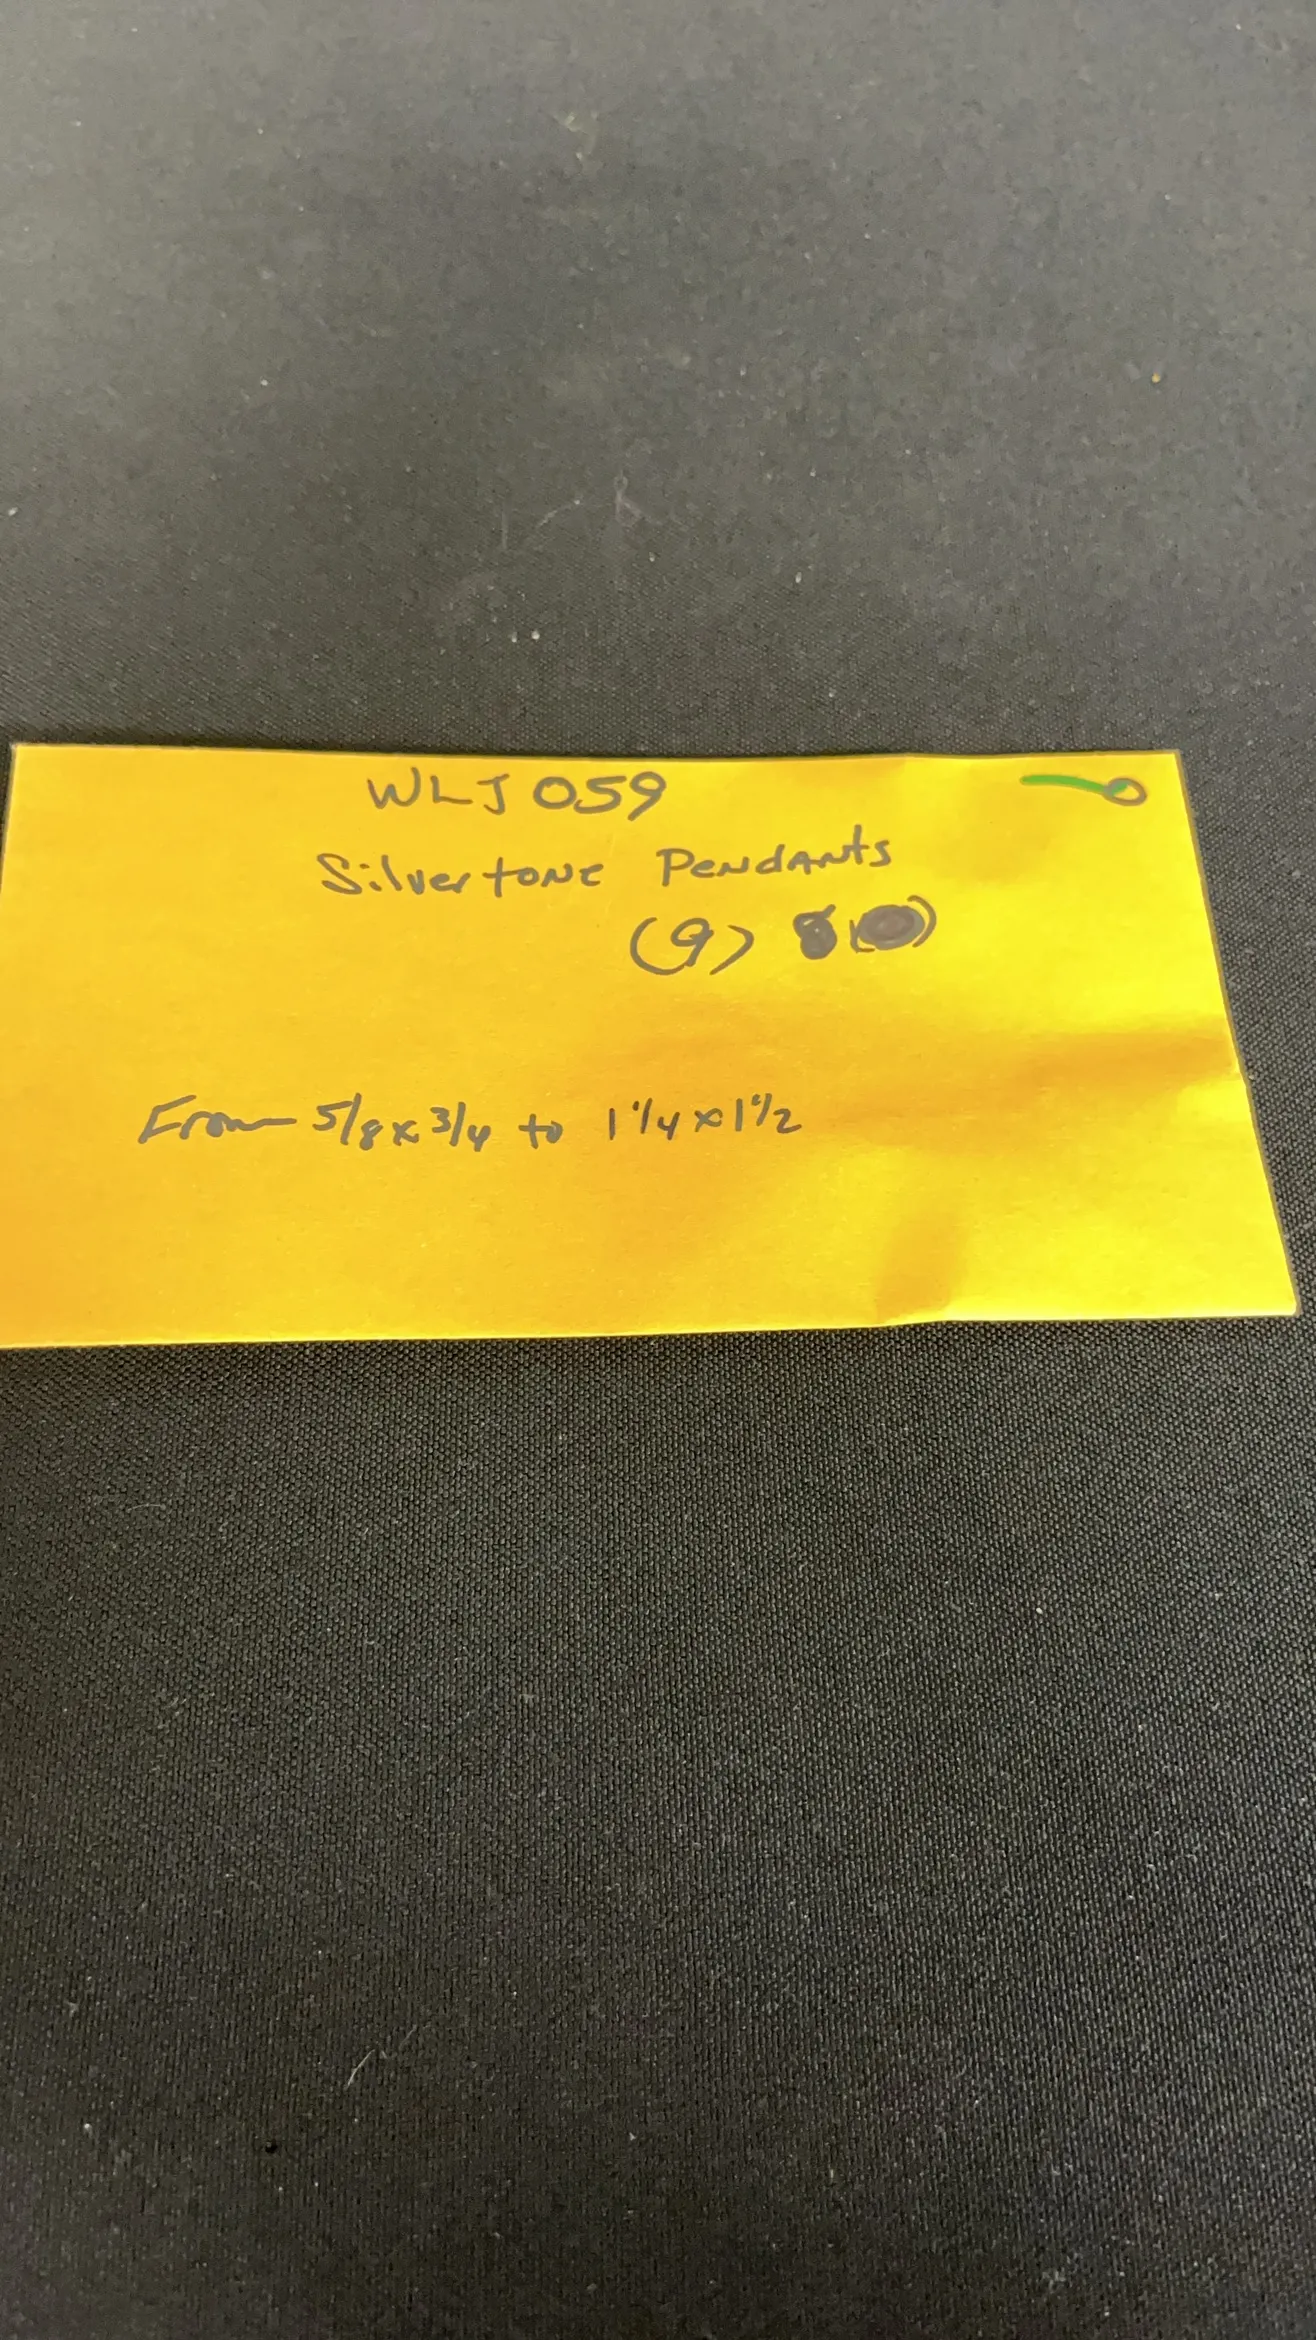 WLJ 059
Silvertone Pendants
(9)
From 5/8 x 3/4 to 1 1/4 x 1 1/2